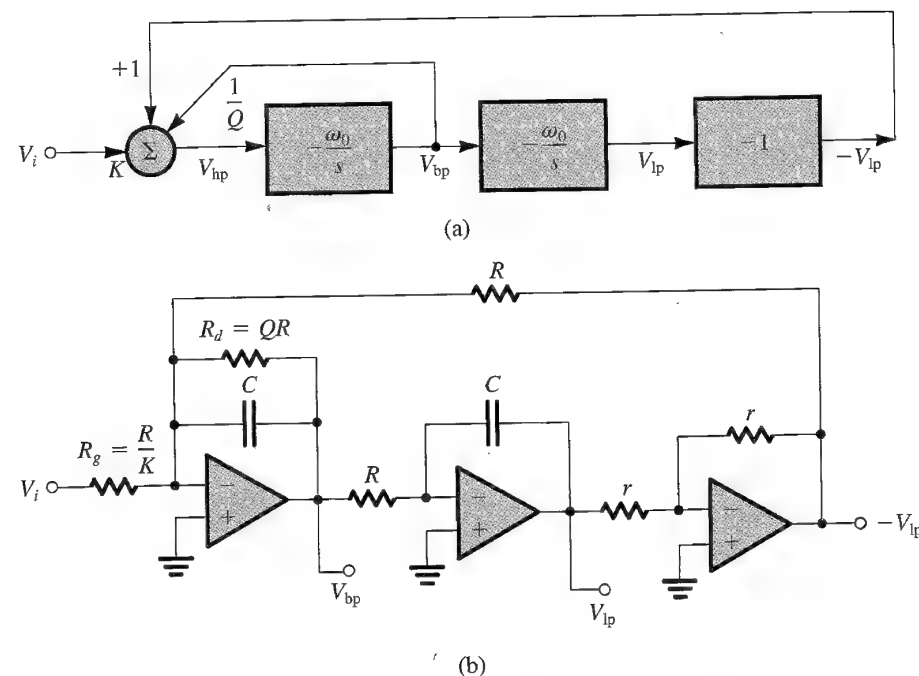 +1
1/Q
V_i
K
Σ
V_hp
-ω_0/s
V_bp
-ω_0/s
V_lp
-1
-V_lp
(a)
R
R_d = QR
C
R_g = R/K
V_i
-
+
V_bp
R
C
-
+
V_lp
r
r
-
+
-V_lp
(b)